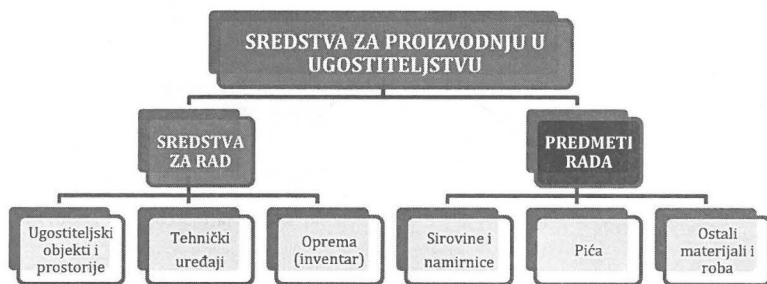 SREDSTVA ZA PROIZVODNJU U
UGOSTITELJSTVU
SREDSTVA
ZA RAD
PREDMETI
RADA
Ugostiteljski
objekti i
prostorije
Tehnički
uređaji
Oprema
(inventar)
Sirovine i
namirnice
Pića
Ostali
materijali i
roba